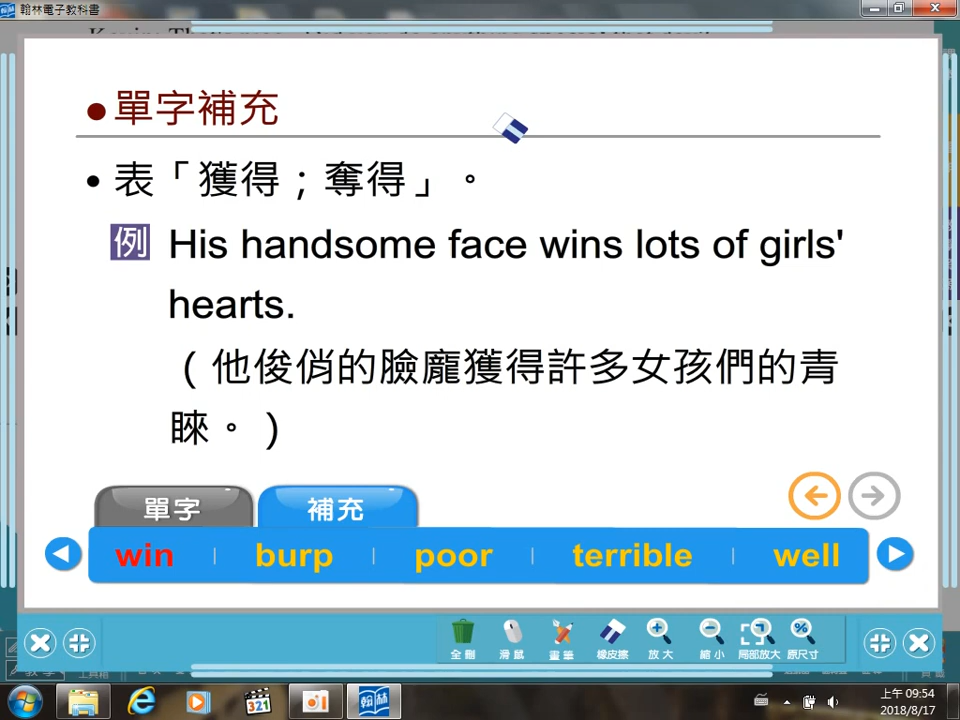 翰林電子教科書
●單字補充
• 表「獲得；奪得」。
例 His handsome face wins lots of girls'
hearts.
（他俊俏的臉龐獲得許多女孩們的青
睞。）
單字 補充
win burp poor terrible well
全刪 滑鼠 畫筆 橡皮擦 放大 縮小 局部放大 原尺寸
321
翰林
上午 09:54
2018/8/17